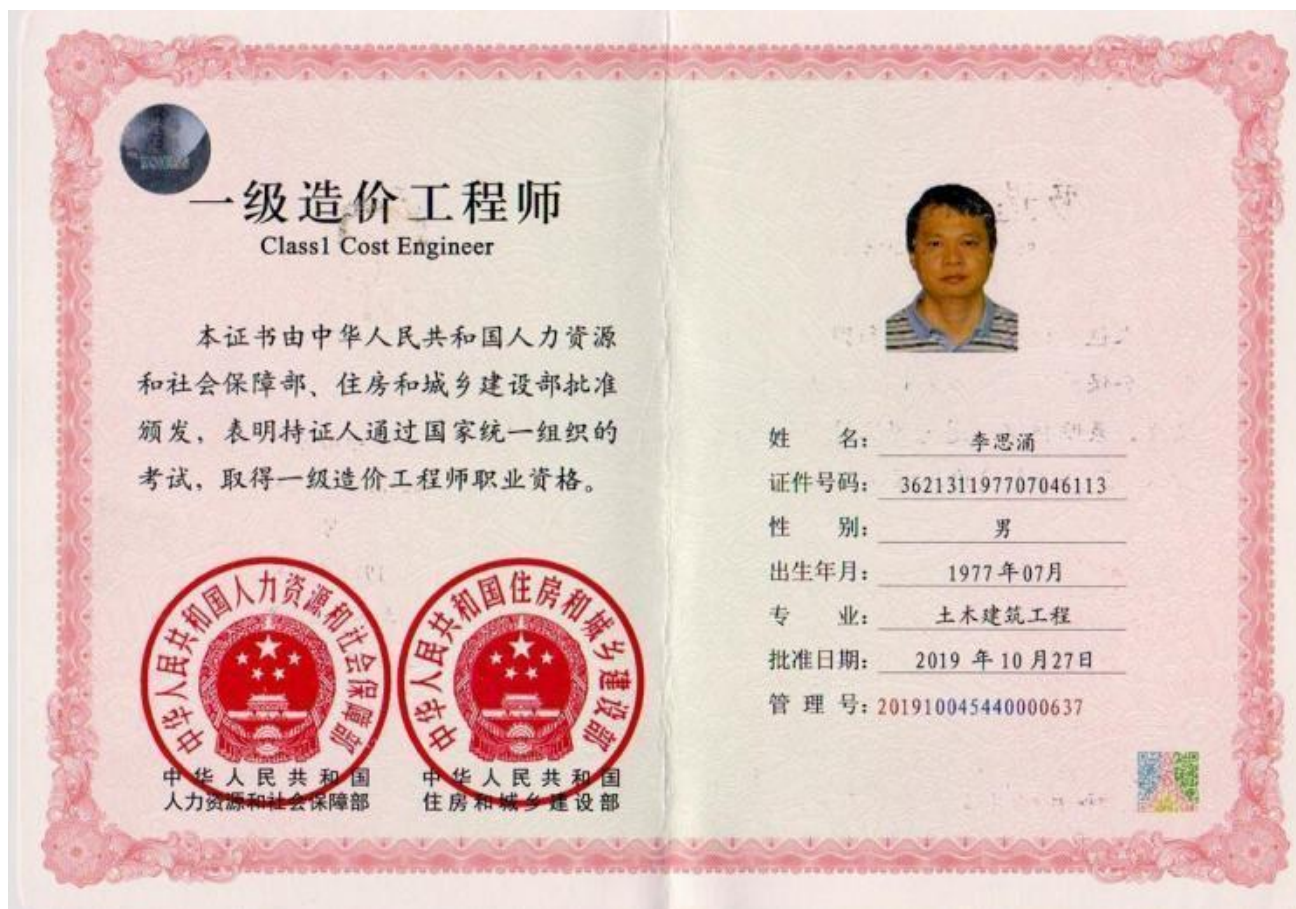 一级造价工程师
Class1 Cost Engineer
本证书由中华人民共和国人力资源
和社会保障部、住房和城乡建设部批准
颁发，表明持证人通过国家统一组织的
考试，取得一级造价工程师职业资格。
中华人民共和国人力资源和社会保障部
中华人民共和国住房和城乡建设部
中华人民共和国
人力资源和社会保障部
中华人民共和国
住房和城乡建设部
姓 名： 李思涌
证件号码： 362131197707046113
性 别： 男
出生年月： 1977年07月
专 业： 土木建筑工程
批准日期： 2019 年 10 月27日
管 理 号：201910045440000637